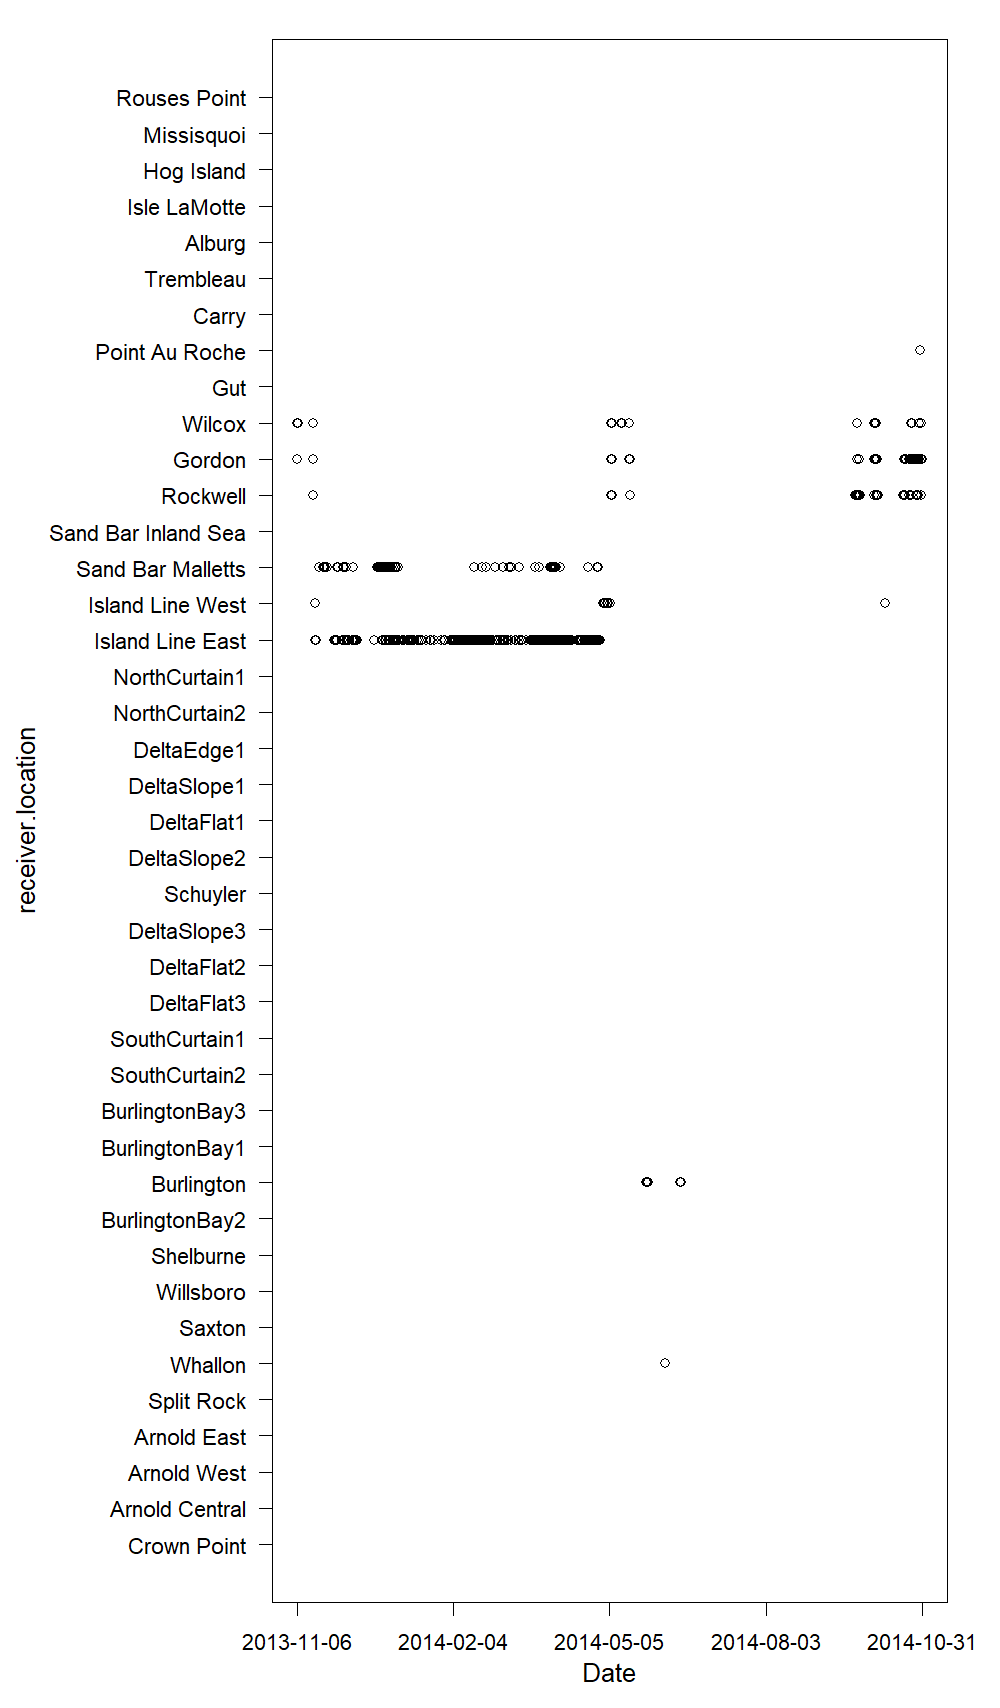 Rouses Point
Missisquoi
Hog Island
Isle LaMotte
Alburg
Trembleau
Carry
Point Au Roche
Gut
Wilcox
Gordon
Rockwell
Sand Bar Inland Sea
Sand Bar Malletts
Island Line West
Island Line East
NorthCurtain1
NorthCurtain2
DeltaEdge1
DeltaSlope1
DeltaFlat1
DeltaSlope2
Schuyler
DeltaSlope3
DeltaFlat2
DeltaFlat3
SouthCurtain1
SouthCurtain2
BurlingtonBay3
BurlingtonBay1
Burlington
BurlingtonBay2
Shelburne
Willsboro
Saxton
Whallon
Split Rock
Arnold East
Arnold West
Arnold Central
Crown Point
receiver.location
2013-11-06 2014-02-04 2014-05-05 2014-08-03 2014-10-31
Date